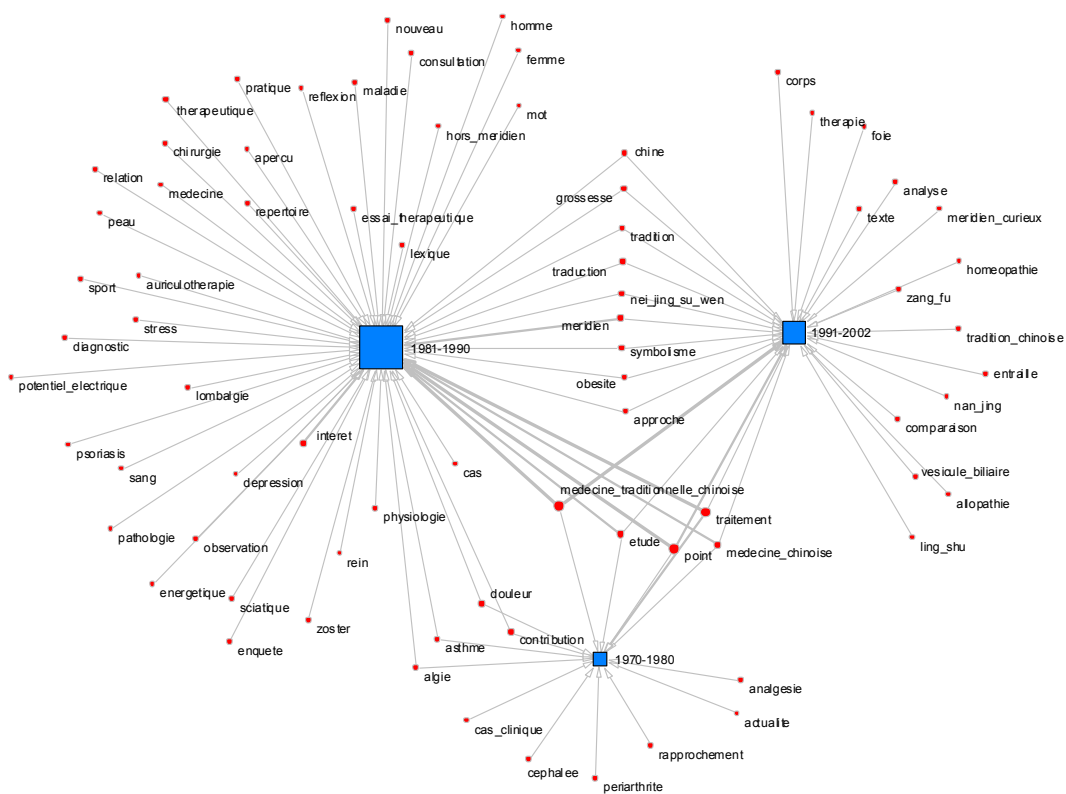 homme
nouveau
femme
consultation
corps
pratique
maladie
reflexion
therapeutique
mot
therapie
foie
hors_meridien
chirurgie
apercu
chine
relation
medecine
analyse
grossesse
repertoire
essai_therapeutique
texte
meridien_curieux
peau
tradition
lexique
traduction
homeopathie
auriculotherapie
sport
nei_jing_su_wen
zang_fu
stress
meridien
1991-2002
tradition_chinoise
diagnostic
1981-1990
symbolisme
entraille
potentiel_electrique
obesite
lombalgie
nan_jing
approche
comparaison
interet
psoriasis
cas
vesicule_biliaire
sang
depression
medecine_traditionnelle_chinoise
allopathie
physiologie
traitement
pathologie
etude
ling_shu
observation
point
medecine_chinoise
rein
energetique
douleur
sciatique
zoster
contribution
enquete
asthme
1970-1980
algie
analgesie
actualite
cas_clinique
rapprochement
cephalee
periarthrite